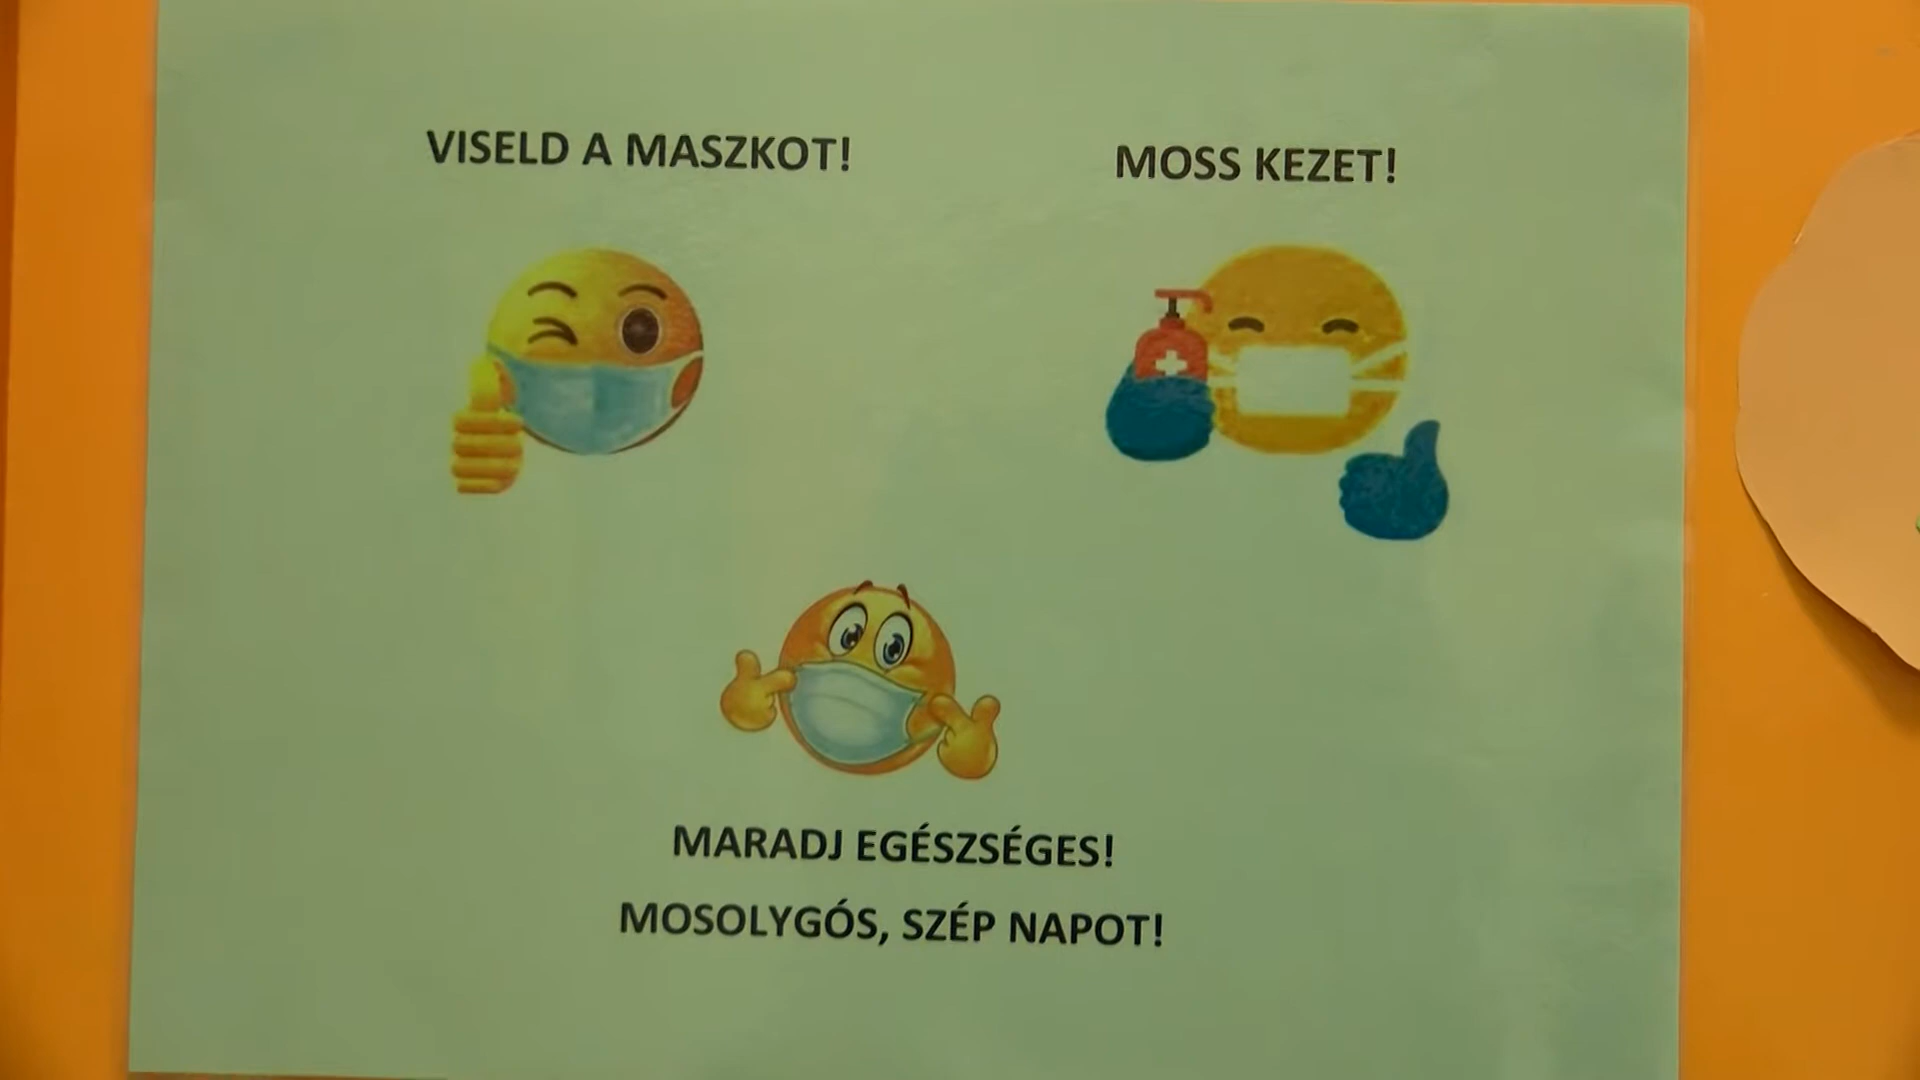 VISELD A MASZKOT!
MOSS KEZET!
MARADJ EGÉSZSÉGES!
MOSOLYGÓS, SZÉP NAPOT!